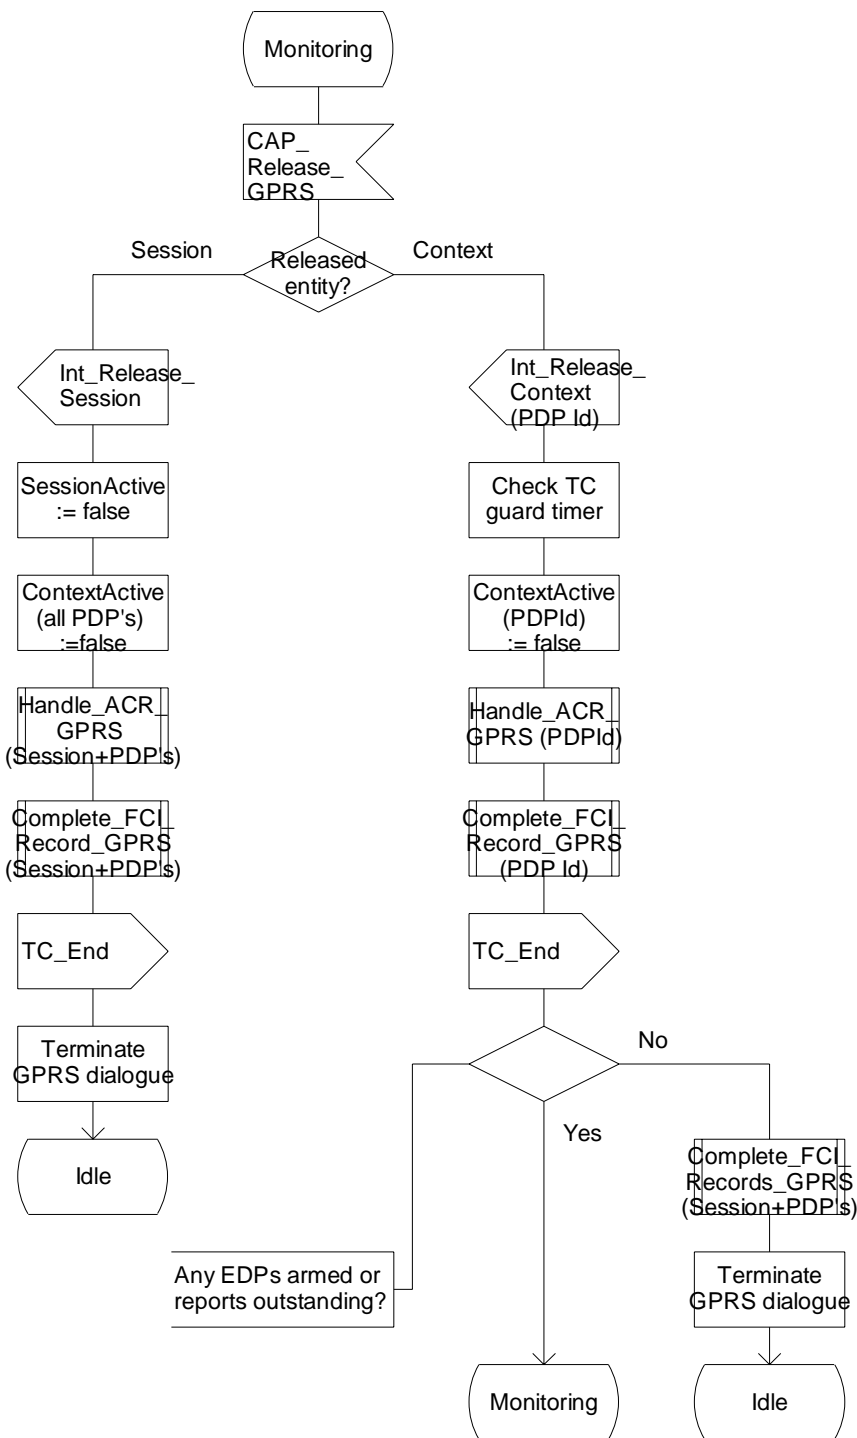 Monitoring
CAP_
Release_
GPRS
Session
Released
entity?
Context
Int_Release_
Session
Int_Release_
Context
(PDP Id)
SessionActive
:= false
Check TC
guard timer
ContextActive
(all PDP's)
:=false
ContextActive
(PDPId)
:= false
Handle_ACR_
GPRS
(Session+PDP's)
Handle_ACR_
GPRS (PDPId)
Complete_FCI_
Record_GPRS
(Session+PDP's)
Complete_FCI_
Record_GPRS
(PDP Id)
TC_End
TC_End
Terminate
GPRS dialogue
No
Yes
Idle
Complete_FCI_
Records_GPRS
(Session+PDP's)
Any EDPs armed or
reports outstanding?
Terminate
GPRS dialogue
Monitoring
Idle